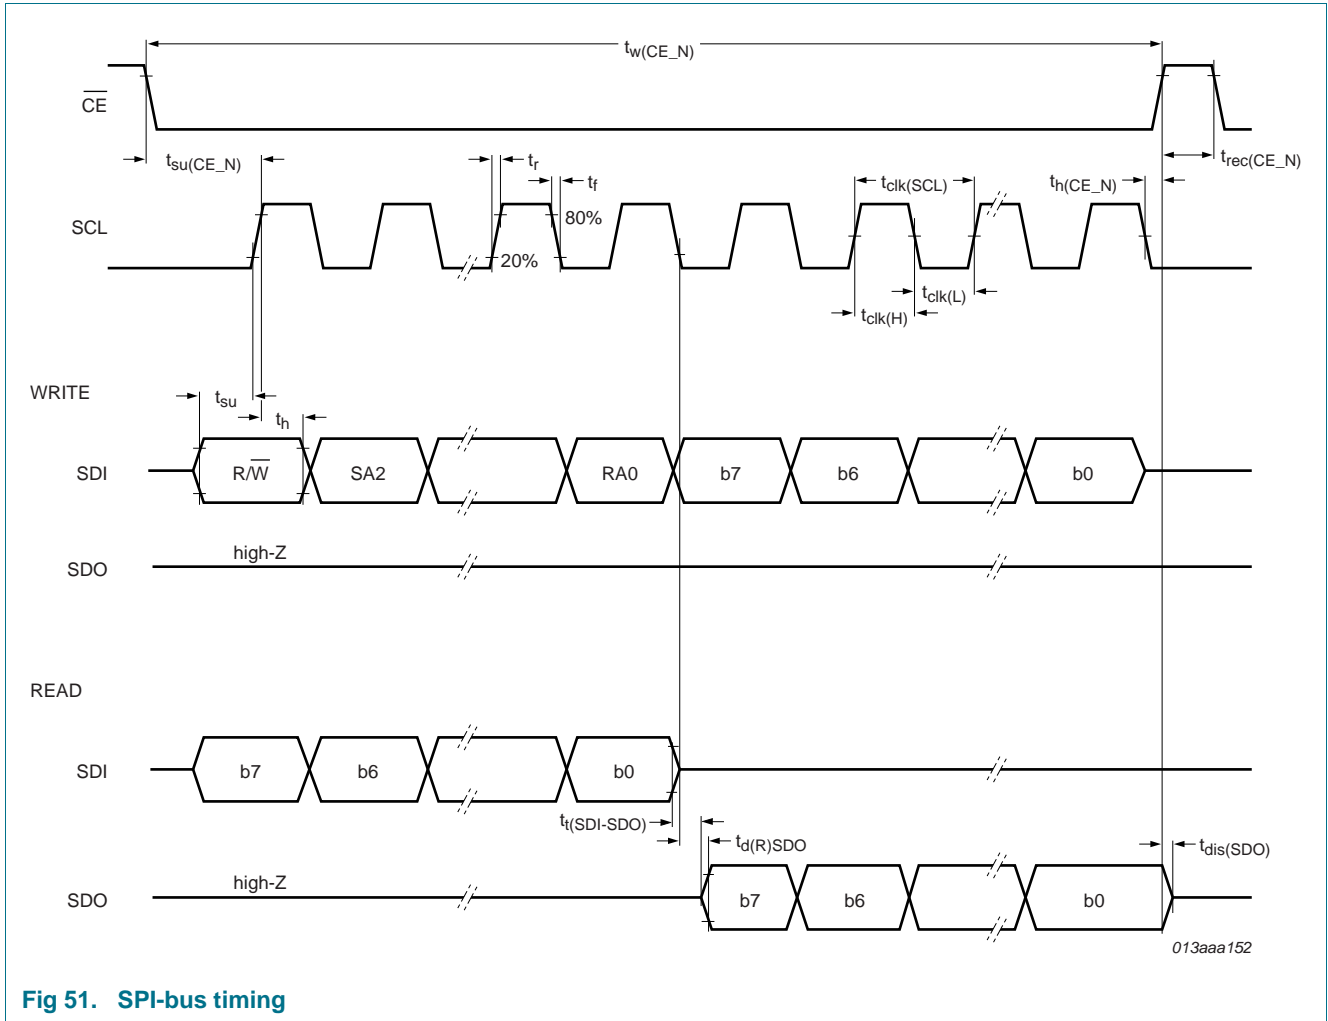 tw(CE_N)
CE
tsu(CE_N)
tr
tf
th(CE_N)
trec(CE_N)
tclk(SCL)
SCL
80%
20%
tclk(L)
tclk(H)
WRITE
tsu
th
SDI R/W SA2 RA0 b7 b6 b0
high-Z
SDO
READ
SDI b7 b6 b0
tt(SDI-SDO)
td(R)SDO
tdis(SDO)
high-Z
SDO b7 b6 b0
013aaa152
Fig 51. SPI-bus timing